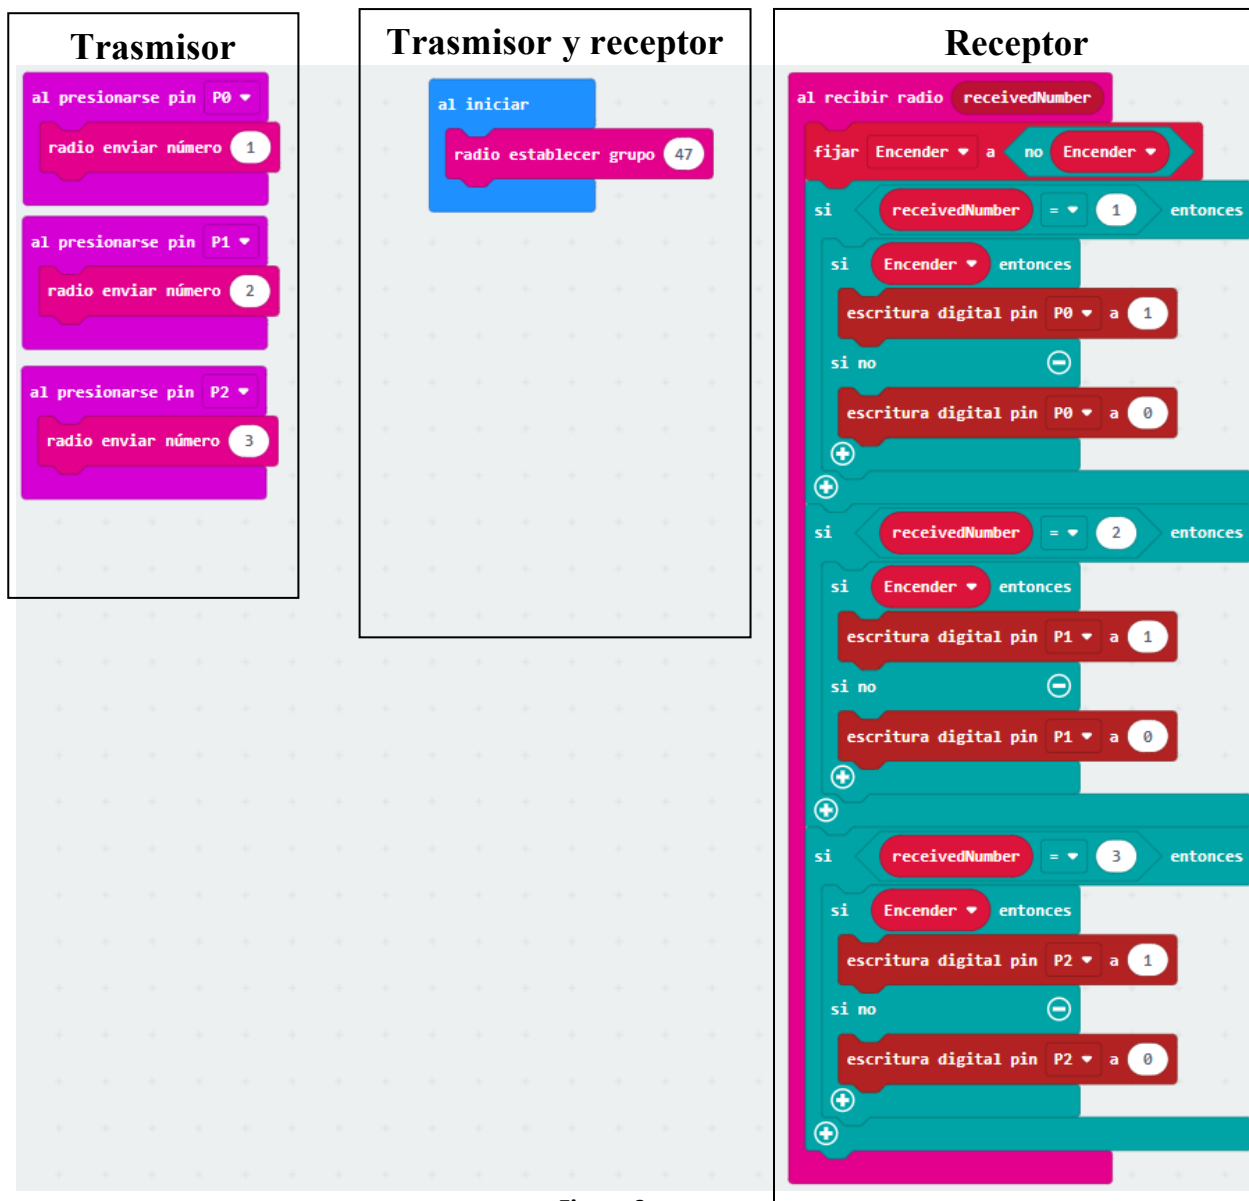 Trasmisor
al presionarse pin P0
radio enviar número 1
al presionarse pin P1
radio enviar número 2
al presionarse pin P2
radio enviar número 3
Trasmisor y receptor
al iniciar
radio establecer grupo 47
Receptor
al recibir radio receivedNumber
fijar Encender a no Encender
si receivedNumber = 1 entonces
si Encender entonces
escritura digital pin P0 a 1
si no
escritura digital pin P0 a 0
si receivedNumber = 2 entonces
si Encender entonces
escritura digital pin P1 a 1
si no
escritura digital pin P1 a 0
si receivedNumber = 3 entonces
si Encender entonces
escritura digital pin P2 a 1
si no
escritura digital pin P2 a 0